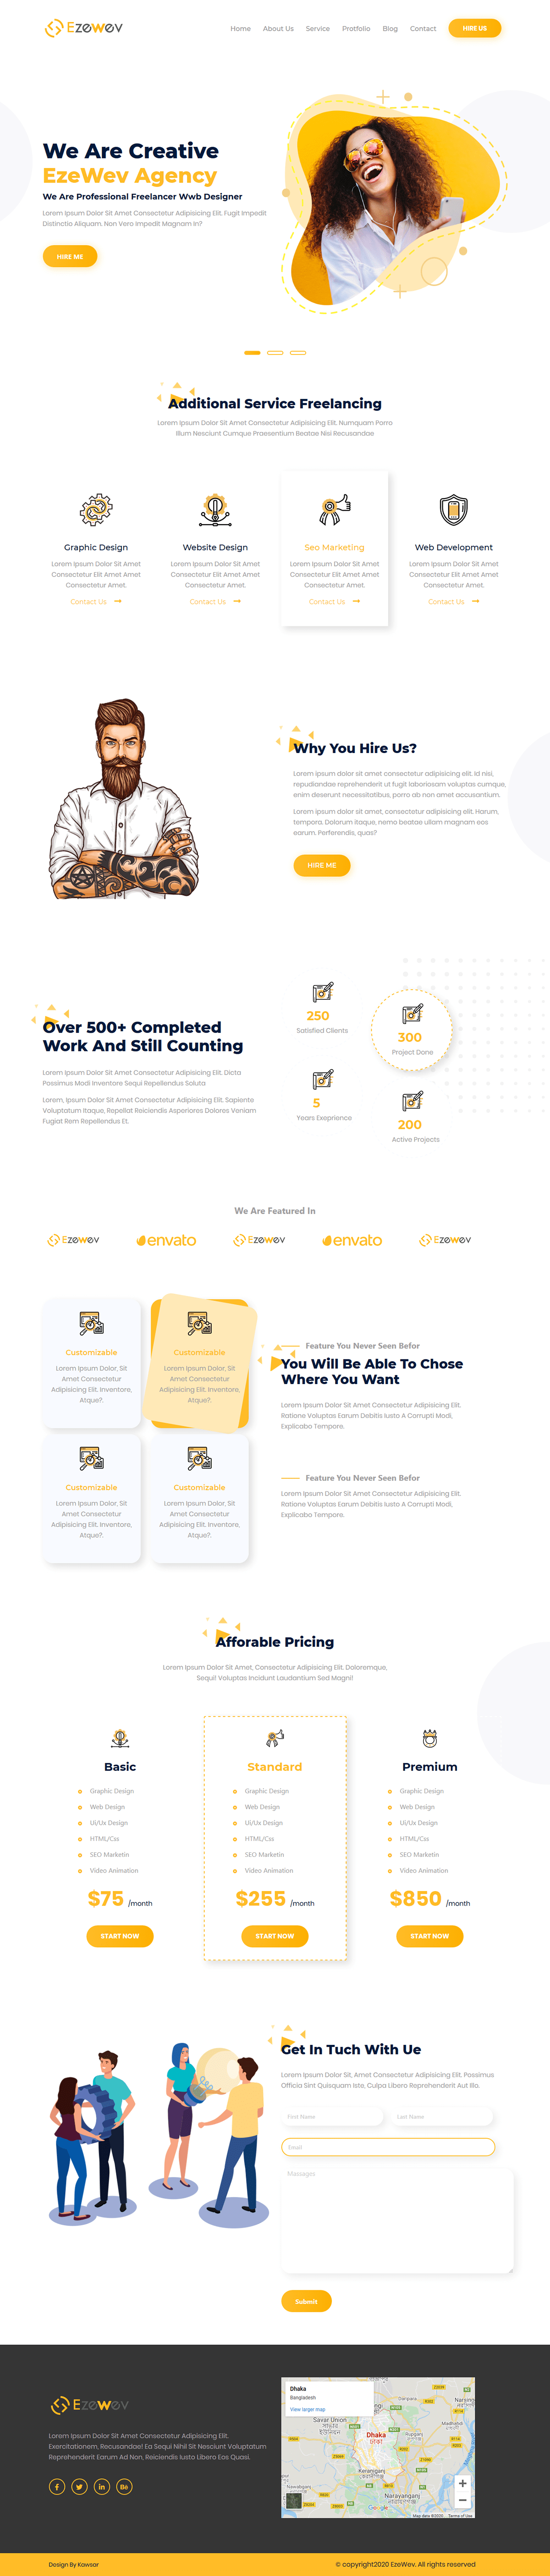 EzeWev
Home About Us Service Protfolio Blog Contact HIRE US
We Are Creative
EzeWev Agency
We Are Professional Freelancer Wwb Designer
Lorem Ipsum Dolor Sit Amet Consectetur Adipisicing Elit. Fugit Impedit
Distinctio Aliquam. Non Vero Impedit Magnam In?
HIRE ME
Additional Service Freelancing
Lorem Ipsum Dolor Sit Amet Consectetur Adipisicing Elit. Numquam Porro
Illum Nesciunt Cumque Praesentium Beatae Nisi Recusandae
Graphic Design
Lorem Ipsum Dolor Sit Amet
Consectetur Elit Amet Amet
Consectetur Amet.
Contact Us
Website Design
Lorem Ipsum Dolor Sit Amet
Consectetur Elit Amet Amet
Consectetur Amet.
Contact Us
Seo Marketing
Lorem Ipsum Dolor Sit Amet
Consectetur Elit Amet Amet
Consectetur Amet.
Contact Us
Web Development
Lorem Ipsum Dolor Sit Amet
Consectetur Elit Amet Amet
Consectetur Amet.
Contact Us
Why You Hire Us?
Lorem ipsum dolor sit amet consectetur adipisicing elit. Id nisi,
repudiandae reprehenderit ut fugit laboriosam voluptas cumque,
enim deserunt necessitatibus, porro ab non amet accusantium.
Lorem ipsum dolor sit amet, consectetur adipisicing elit. Harum,
tempora. Dolorum itaque, nemo beatae ullam magnam eos
earum. Perferendis, quas?
HIRE ME
Over 500+ Completed
Work And Still Counting
Lorem Ipsum Dolor Sit Amet Consectetur Adipisicing Elit. Dicta
Possimus Modi Inventore Sequi Repellendus Soluta
Lorem, Ipsum Dolor Sit Amet Consectetur Adipisicing Elit. Sapiente
Voluptatum Itaque, Repellat Reiciendis Asperiores Dolores Veniam
Fugiat Rem Repellendus Et.
250
Satisfied Clients
300
Project Done
5
Years Exeprience
200
Active Projects
We Are Featured In
EzeWev envato EzeWev envato EzeWev
Customizable
Lorem Ipsum Dolor, Sit
Amet Consectetur
Adipisicing Elit. Inventore,
Atque?.
Customizable
Lorem Ipsum Dolor, Sit
Amet Consectetur
Adipisicing Elit. Inventore,
Atque?.
Customizable
Lorem Ipsum Dolor, Sit
Amet Consectetur
Adipisicing Elit. Inventore,
Atque?.
Customizable
Lorem Ipsum Dolor, Sit
Amet Consectetur
Adipisicing Elit. Inventore,
Atque?.
Feature You Never Seen Befor
You Will Be Able To Chose
Where You Want
Lorem Ipsum Dolor Sit Amet Consectetur Adipisicing Elit.
Ratione Voluptas Earum Debitis Iusto A Corrupti Modi,
Explicabo Tempore.
Feature You Never Seen Befor
Lorem Ipsum Dolor Sit Amet Consectetur Adipisicing Elit.
Ratione Voluptas Earum Debitis Iusto A Corrupti Modi,
Explicabo Tempore.
Afforable Pricing
Lorem Ipsum Dolor Sit Amet, Consectetur Adipisicing Elit. Doloremque,
Sequi! Voluptas Incidunt Laudantium Sed Magni!
Basic
Graphic Design
Web Design
Ui/Ux Design
HTML/Css
SEO Marketin
Video Animation
$75 /month
START NOW
Standard
Graphic Design
Web Design
Ui/Ux Design
HTML/Css
SEO Marketin
Video Animation
$255 /month
START NOW
Premium
Graphic Design
Web Design
Ui/Ux Design
HTML/Css
SEO Marketin
Video Animation
$850 /month
START NOW
Get In Tuch With Us
Lorem Ipsum Dolor Sit, Amet Consectetur Adipisicing Elit. Possimus
Officia Sint Quisquam Iste, Culpa Libero Reprehenderit Aut Illo.
First Name Last Name
Email
Massages
Submit
EzeWev
Lorem Ipsum Dolor Sit Amet Consectetur Adipisicing Elit.
Exercitationem, Recusandae! Ea Sequi Nihil Sit Nesciunt Voluptatum
Reprehenderit Earum Ad Non, Reiciendis Iusto Libero Eos Quasi.
Dhaka
Bangladesh
View larger map
Savar Union
Rupganj
Dhaka
Keraniganj
Narayanganj
Google
Map data ©2020 Terms of Use
Design By Kawsar
© copyright2020 EzeWev. All rights reserved